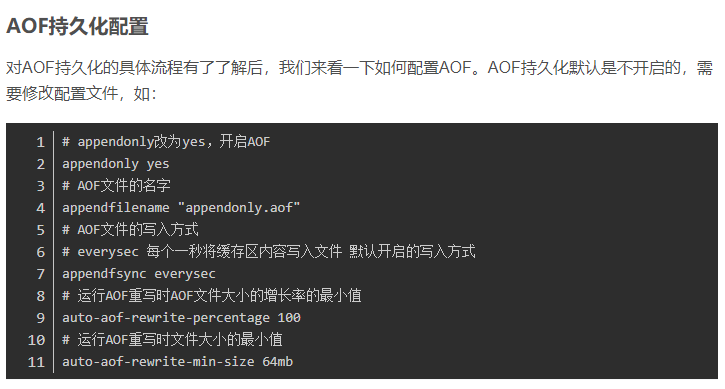 AOF持久化配置
对AOF持久化的具体流程有了了解后，我们来看一下如何配置AOF。AOF持久化默认是不开启的，需
要修改配置文件，如：
1 # appendonly改为yes，开启AOF
2 appendonly yes
3 # AOF文件的名字
4 appendfilename "appendonly.aof"
5 # AOF文件的写入方式
6 # everysec 每个一秒将缓存区内容写入文件 默认开启的写入方式
7 appendfsync everysec
8 # 运行AOF重写时AOF文件大小的增长率的最小值
9 auto-aof-rewrite-percentage 100
10 # 运行AOF重写时文件大小的最小值
11 auto-aof-rewrite-min-size 64mb